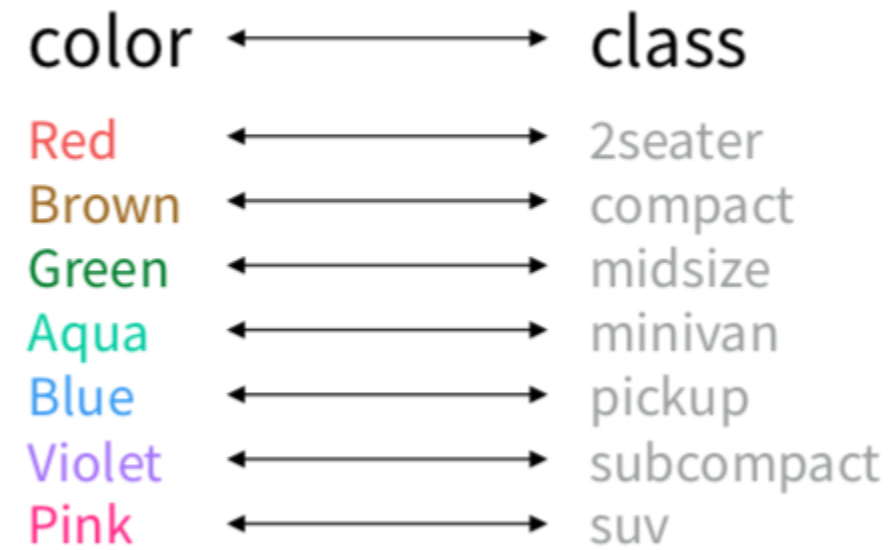 color class
Red 2seater
Brown compact
Green midsize
Aqua minivan
Blue pickup
Violet subcompact
Pink suv